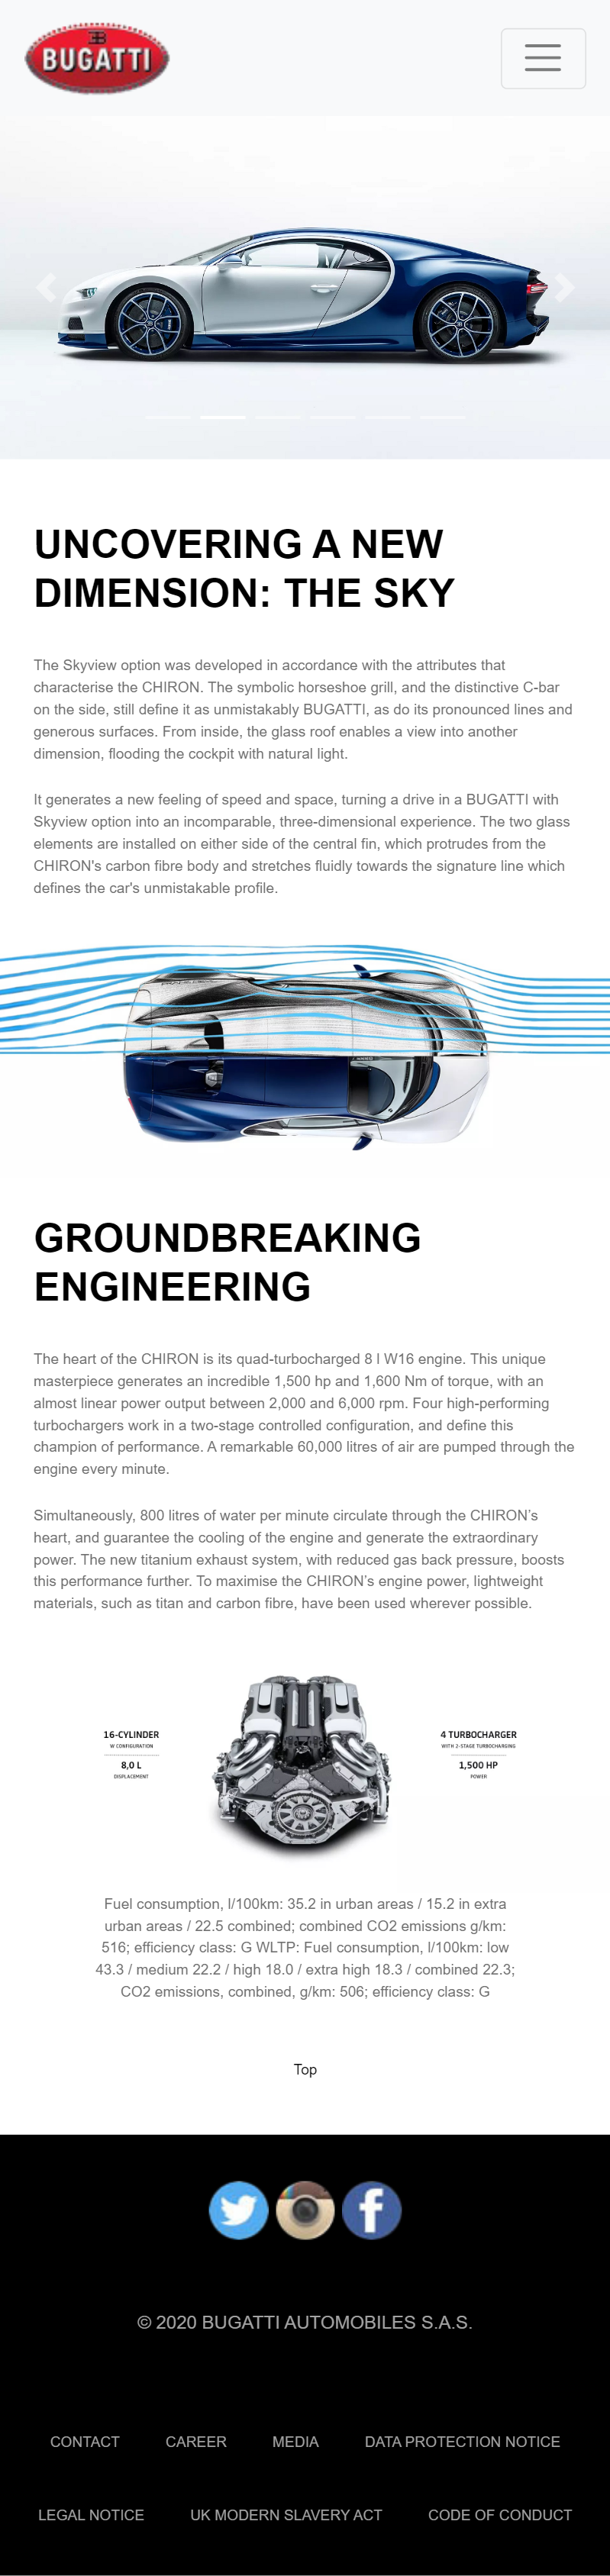 BUGATTI
UNCOVERING A NEW
DIMENSION: THE SKY
The Skyview option was developed in accordance with the attributes that
characterise the CHIRON. The symbolic horseshoe grill, and the distinctive C-bar
on the side, still define it as unmistakably BUGATTI, as do its pronounced lines and
generous surfaces. From inside, the glass roof enables a view into another
dimension, flooding the cockpit with natural light.
It generates a new feeling of speed and space, turning a drive in a BUGATTI with
Skyview option into an incomparable, three-dimensional experience. The two glass
elements are installed on either side of the central fin, which protrudes from the
CHIRON's carbon fibre body and stretches fluidly towards the signature line which
defines the car's unmistakable profile.
GROUNDBREAKING
ENGINEERING
The heart of the CHIRON is its quad-turbocharged 8 l W16 engine. This unique
masterpiece generates an incredible 1,500 hp and 1,600 Nm of torque, with an
almost linear power output between 2,000 and 6,000 rpm. Four high-performing
turbochargers work in a two-stage controlled configuration, and define this
champion of performance. A remarkable 60,000 litres of air are pumped through the
engine every minute.
Simultaneously, 800 litres of water per minute circulate through the CHIRON’s
heart, and guarantee the cooling of the engine and generate the extraordinary
power. The new titanium exhaust system, with reduced gas back pressure, boosts
this performance further. To maximise the CHIRON’s engine power, lightweight
materials, such as titan and carbon fibre, have been used wherever possible.
16-CYLINDER
W CONFIGURATION
8,0 L
DISPLACEMENT
4 TURBOCHARGER
WITH 2-STAGE TURBOCHARGING
1,500 HP
POWER
Fuel consumption, l/100km: 35.2 in urban areas / 15.2 in extra
urban areas / 22.5 combined; combined CO2 emissions g/km:
516; efficiency class: G WLTP: Fuel consumption, l/100km: low
43.3 / medium 22.2 / high 18.0 / extra high 18.3 / combined 22.3;
CO2 emissions, combined, g/km: 506; efficiency class: G
Top
© 2020 BUGATTI AUTOMOBILES S.A.S.
CONTACT CAREER MEDIA DATA PROTECTION NOTICE
LEGAL NOTICE UK MODERN SLAVERY ACT CODE OF CONDUCT